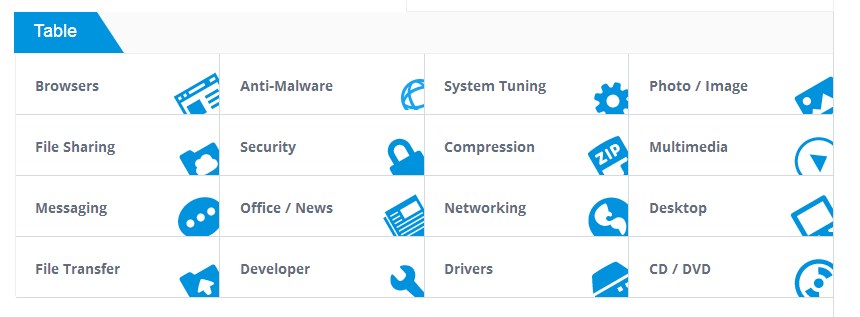 Table
Browsers
Anti-Malware
System Tuning
Photo / Image
File Sharing
Security
Compression
ZIP
Multimedia
Messaging
Office / News
Networking
Desktop
File Transfer
Developer
Drivers
CD / DVD